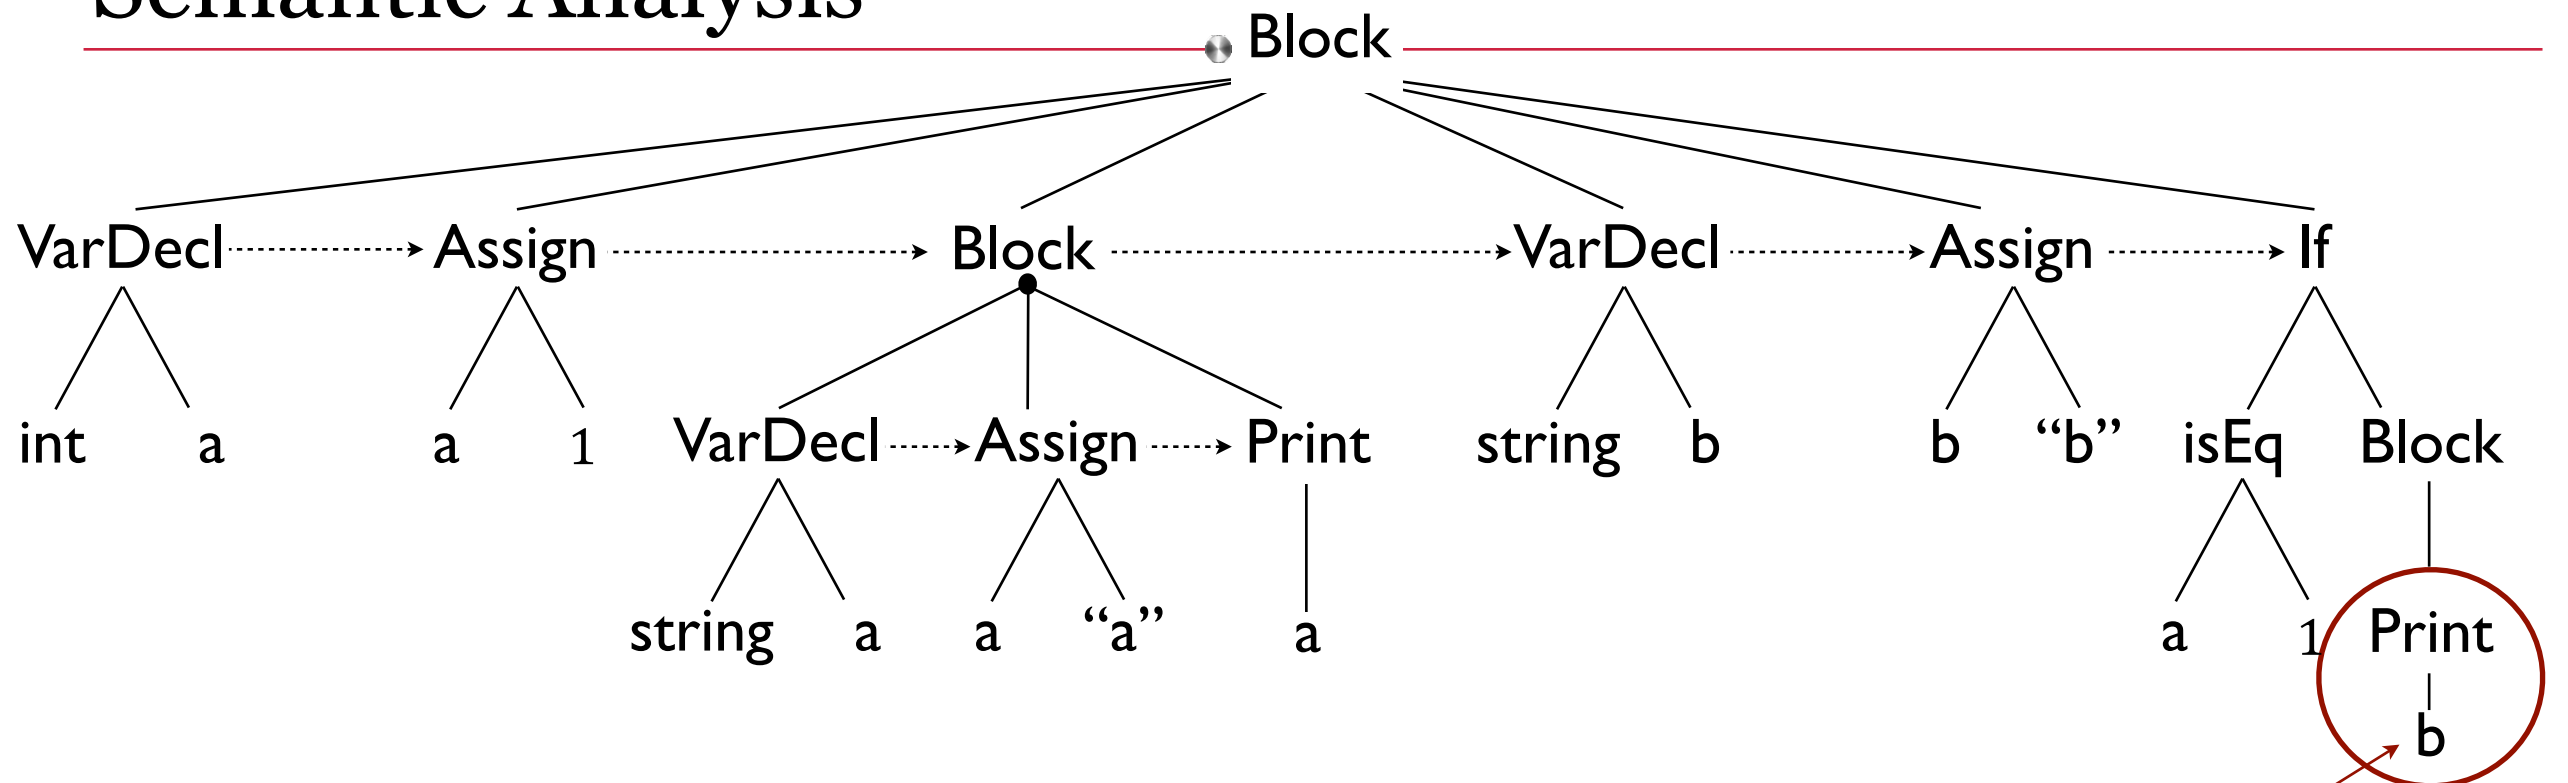 Semantic Analysis
Block
VarDecl Assign Block VarDecl Assign If
int a a 1 VarDecl Assign Print string b b “b” isEq Block
string a a “a” a a 1 Print
b